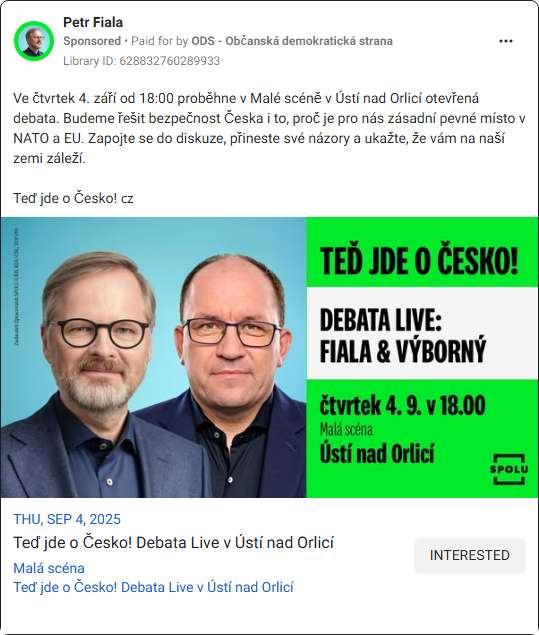 Petr Fiala
Sponsored • Paid for by ODS - Občanská demokratická strana
Library ID: 628832760289933
Ve čtvrtek 4. září od 18:00 proběhne v Malé scéně v Ústí nad Orlicí otevřená
debata. Budeme řešit bezpečnost Česka i to, proč je pro nás zásadní pevné místo v
NATO a EU. Zapojte se do diskuze, přineste své názory a ukažte, že vám na naší
zemi záleží.
Teď jde o Česko! cz
TEĎ JDE O ČESKO!
DEBATA LIVE:
FIALA & VÝBORNÝ
čtvrtek 4. 9. v 18.00
Malá scéna
Ústí nad Orlicí
SPOLU
THU, SEP 4, 2025
Teď jde o Česko! Debata Live v Ústí nad Orlicí
INTERESTED
Malá scéna
Teď jde o Česko! Debata Live v Ústí nad Orlicí